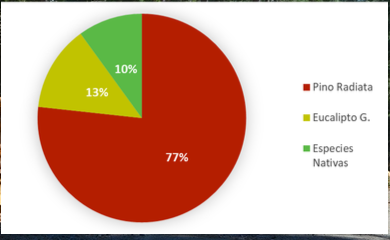 10%
13%
77%
Pino Radiata
Eucalipto G.
Especies
Nativas